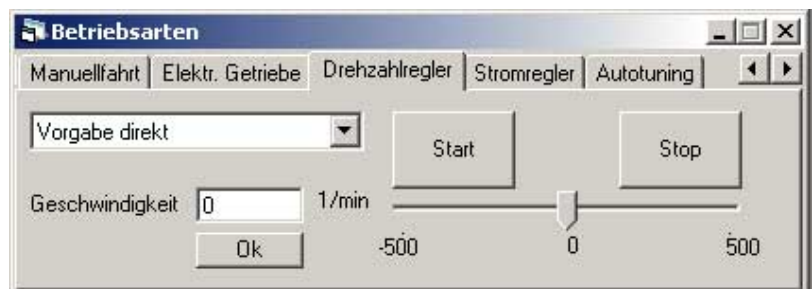 Betriebsarten
Manuellfahrt Elektr. Getriebe Drehzahlregler Stromregler Autotuning
Vorgabe direkt
Start Stop
Geschwindigkeit 0 1/min
Ok -500 0 500